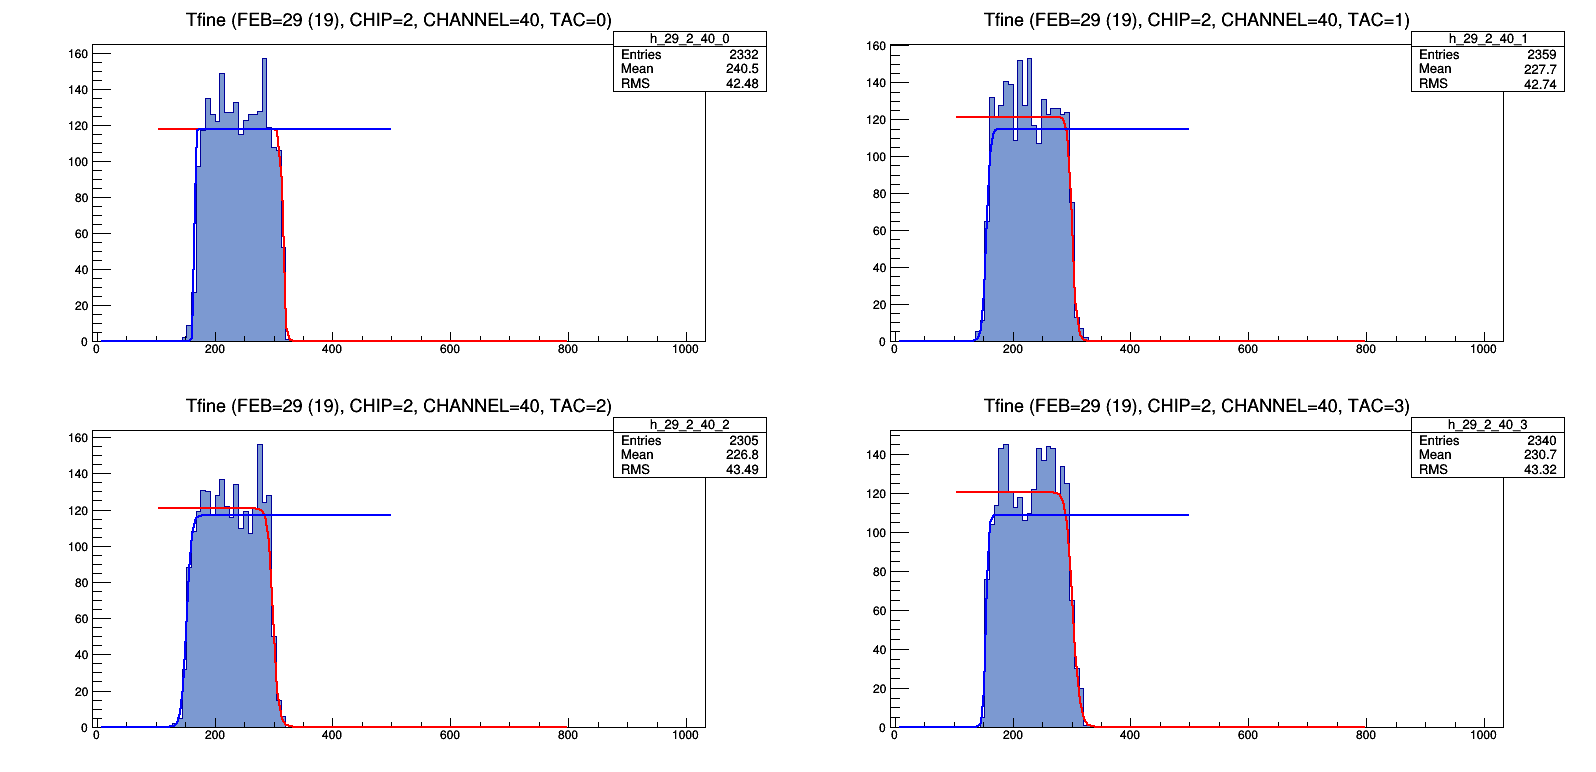 Tfine (FEB=29 (19), CHIP=2, CHANNEL=40, TAC=0)
h_29_2_40_0
Entries 2332
Mean 240.5
RMS 42.48
160
140
120
100
80
60
40
20
0
0 200 400 600 800 1000
Tfine (FEB=29 (19), CHIP=2, CHANNEL=40, TAC=1)
h_29_2_40_1
Entries 2359
Mean 227.7
RMS 42.74
160
140
120
100
80
60
40
20
0
0 200 400 600 800 1000
Tfine (FEB=29 (19), CHIP=2, CHANNEL=40, TAC=2)
h_29_2_40_2
Entries 2305
Mean 226.8
RMS 43.49
160
140
120
100
80
60
40
20
0
0 200 400 600 800 1000
Tfine (FEB=29 (19), CHIP=2, CHANNEL=40, TAC=3)
h_29_2_40_3
Entries 2340
Mean 230.7
RMS 43.32
140
120
100
80
60
40
20
0
0 200 400 600 800 1000